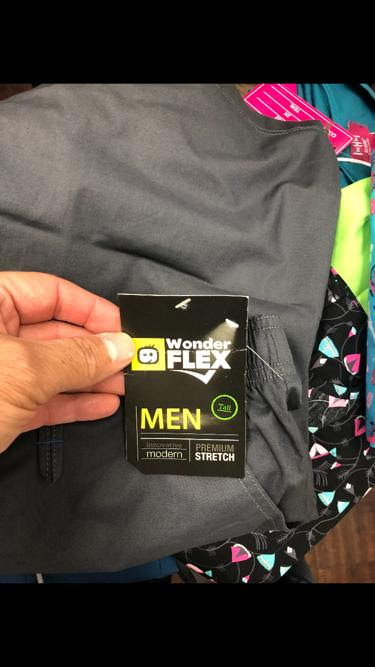 Wonder
FLEX
MEN
Tall
innovative
modern
PREMIUM
STRETCH